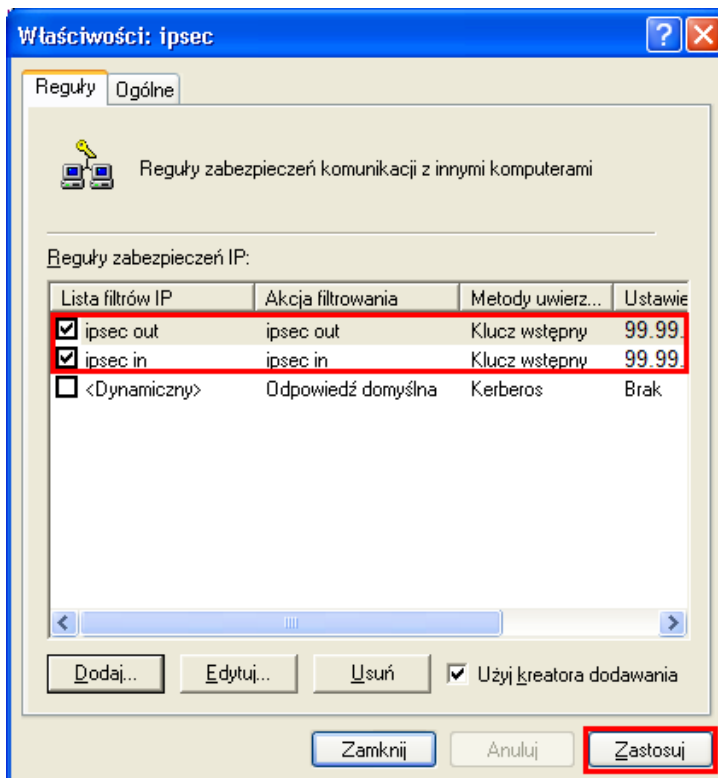 Właściwości: ipsec
Reguły Ogólne
Reguły zabezpieczeń komunikacji z innymi komputerami
Reguły zabezpieczeń IP:
Lista filtrów IP Akcja filtrowania Metody uwierz... Ustawie
ipsec out ipsec out Klucz wstępny 99.99.
ipsec in ipsec in Klucz wstępny 99.99.
<Dynamiczny> Odpowiedź domyślna Kerberos Brak
Dodaj... Edytuj... Usuń Użyj kreatora dodawania
Zamknij Anuluj Zastosuj